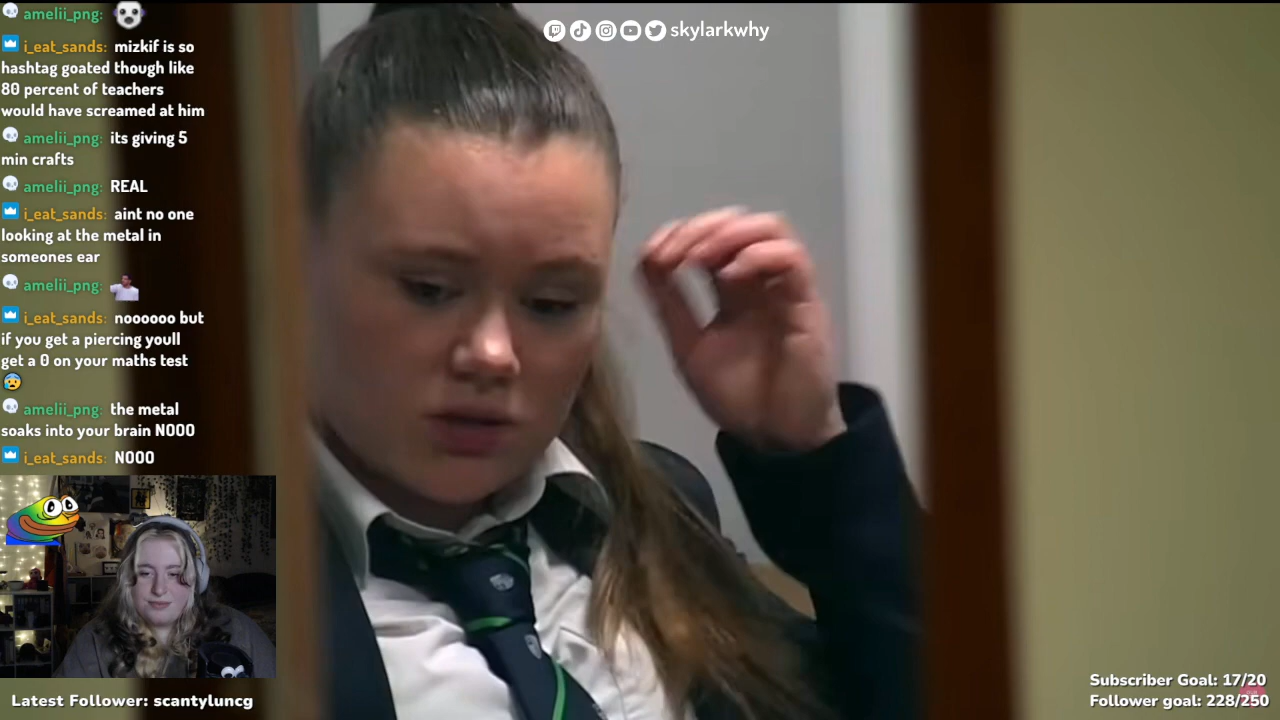 skylarkwhy
amelii_png:
i_eat_sands: mizkif is so
hashtag goated though like
80 percent of teachers
would have screamed at him
amelii_png: its giving 5
min crafts
amelii_png: REAL
i_eat_sands: aint no one
looking at the metal in
someones ear
amelii_png:
i_eat_sands: noooooo but
if you get a piercing youll
get a 0 on your maths test
amelii_png: the metal
soaks into your brain NOOO
i_eat_sands: NOOO
Latest Follower: scantyluncg
Subscriber Goal: 17/20
Follower goal: 228/250